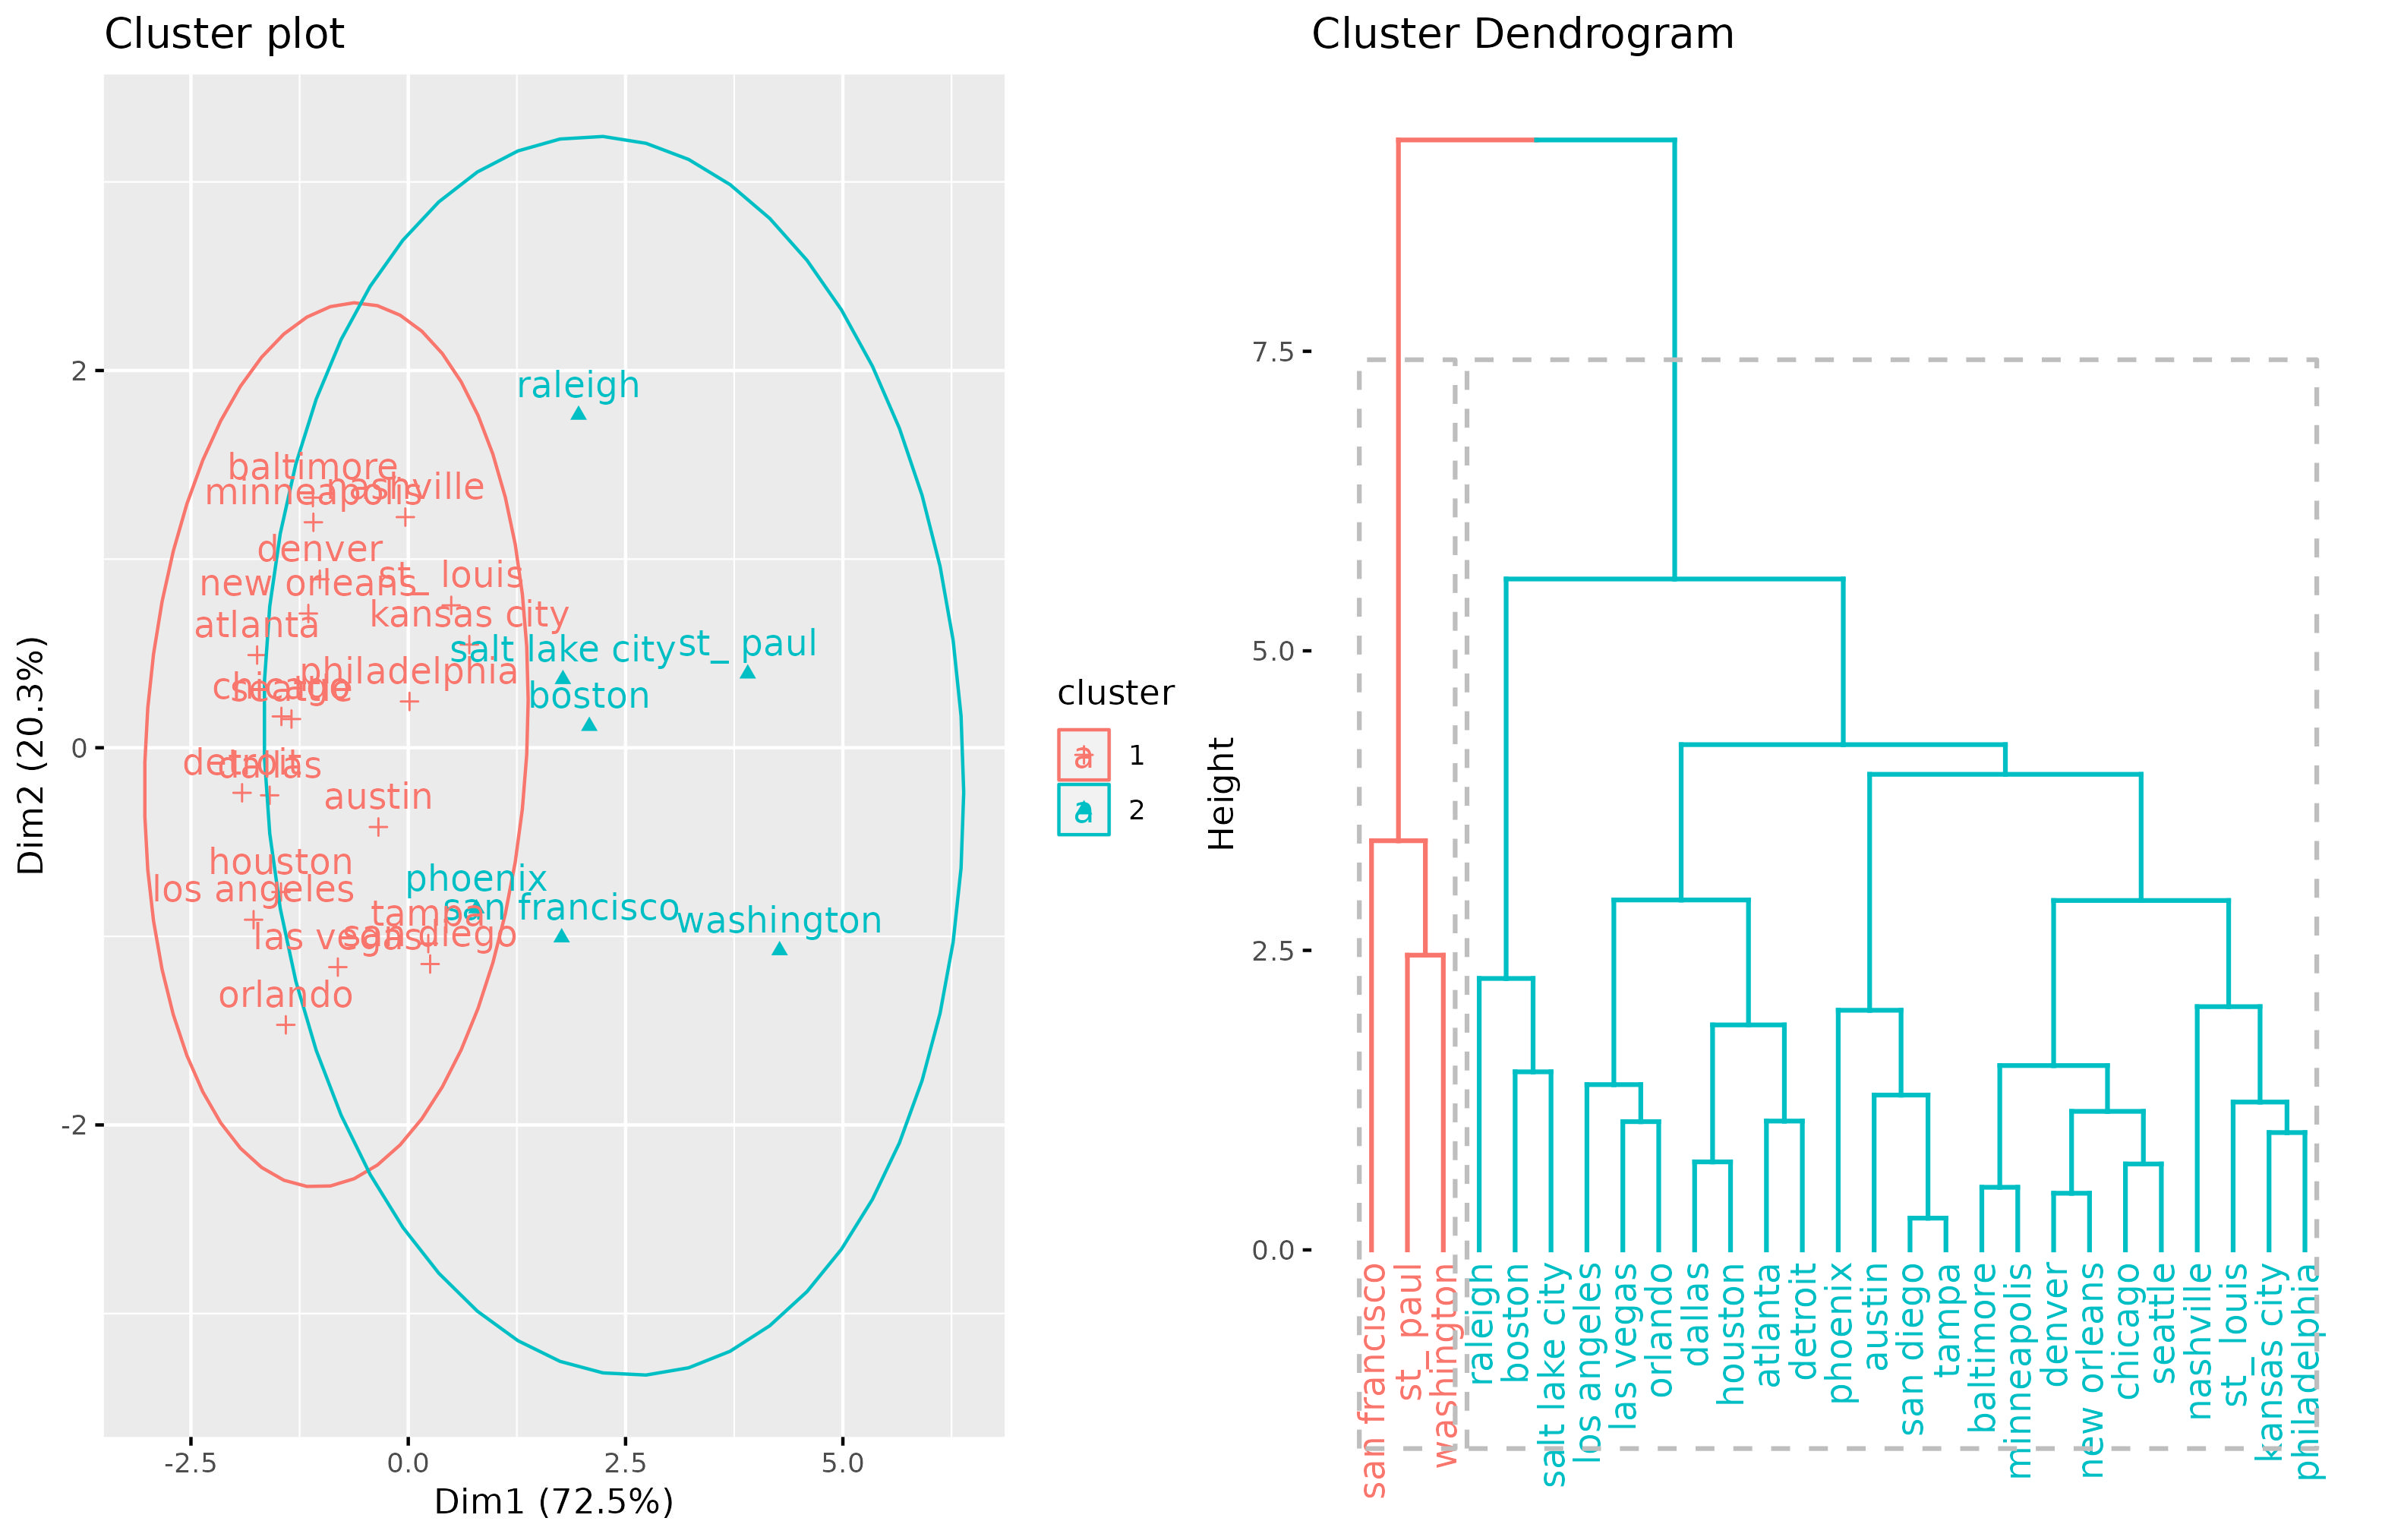 Cluster plot
Dim2 (20.3%)
2
0
-2
raleigh
baltimore
nashville
minneapolis
denver
st_ louis
new orleans
kansas city
atlanta
salt lake city
st_ paul
philadelphia
chicago
seattle
boston
detroit
dallas
austin
houston
phoenix
los angeles
san francisco
tampa
washington
las vegas
san diego
orlando
-2.5
0.0
2.5
5.0
Dim1 (72.5%)
cluster
a
1
a
2
Cluster Dendrogram
Height
7.5
5.0
2.5
0.0
san francisco
st_ paul
washington
raleigh
boston
salt lake city
los angeles
las vegas
orlando
dallas
houston
atlanta
detroit
phoenix
austin
san diego
tampa
baltimore
minneapolis
denver
new orleans
chicago
seattle
nashville
st_ louis
kansas city
philadelphia